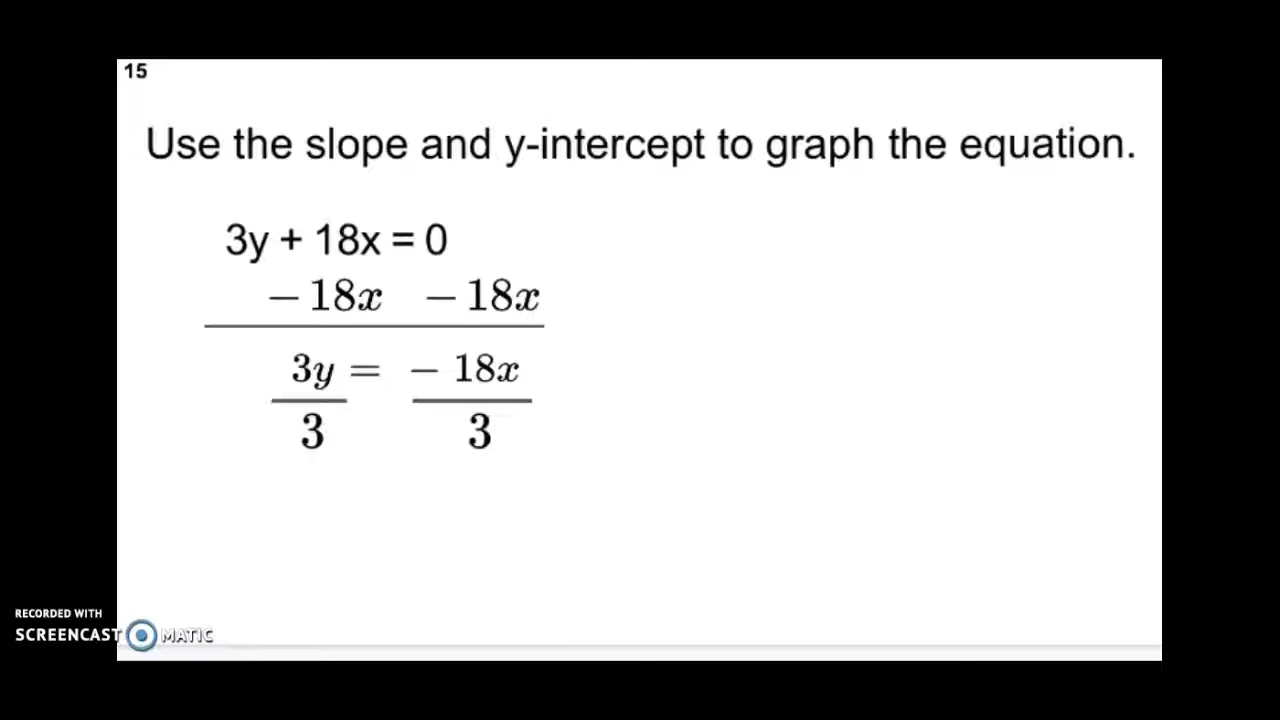 15
Use the slope and y-intercept to graph the equation.
3y + 18x = 0
− 18x − 18x
3y = − 18x
3 3
RECORDED WITH
SCREENCAST MATIC